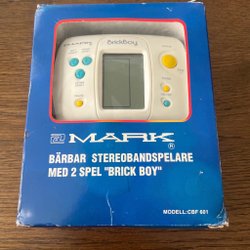 BrickBoy
MARK
®
BÄRBAR STEREOBANDSPELARE
MED 2 SPEL "BRICK BOY"
MODELL: CBF 601